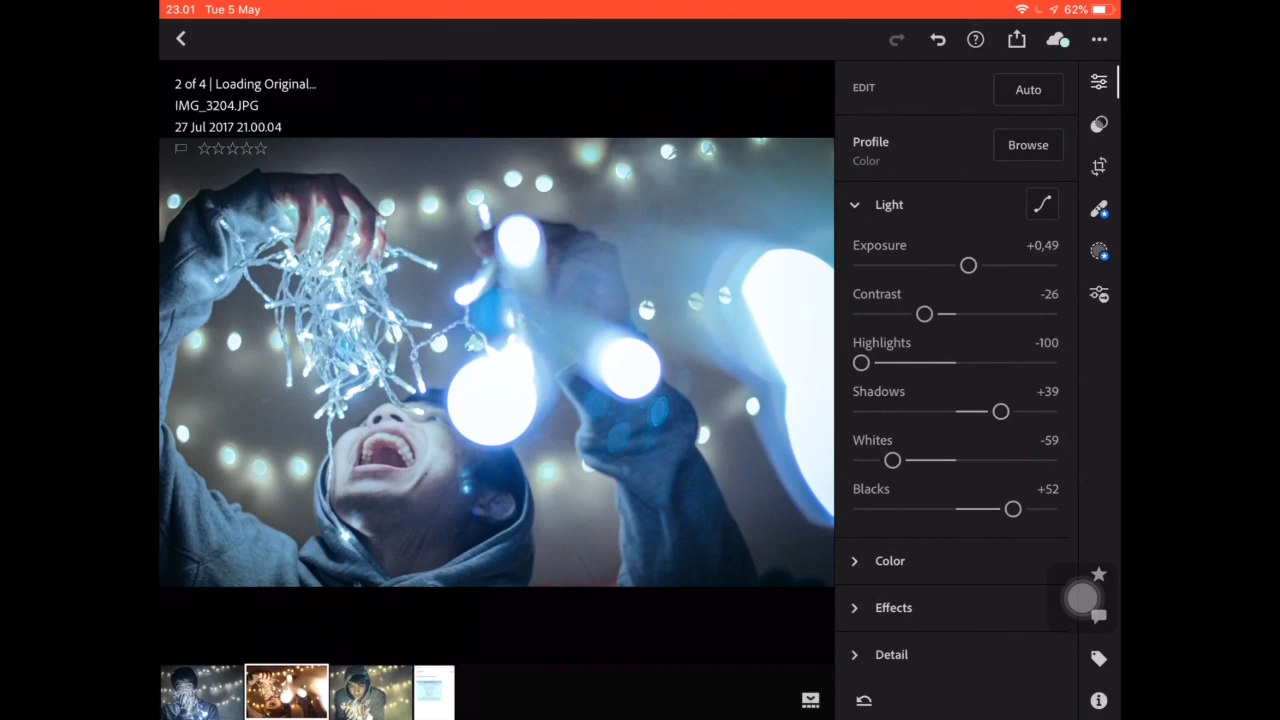 23.01 Tue 5 May
62%
2 of 4 | Loading Original...
IMG_3204.JPG
27 Jul 2017 21.00.04
EDIT
Auto
Profile
Color
Browse
Light
Exposure +0,49
Contrast -26
Highlights -100
Shadows +39
Whites -59
Blacks +52
Color
Effects
Detail